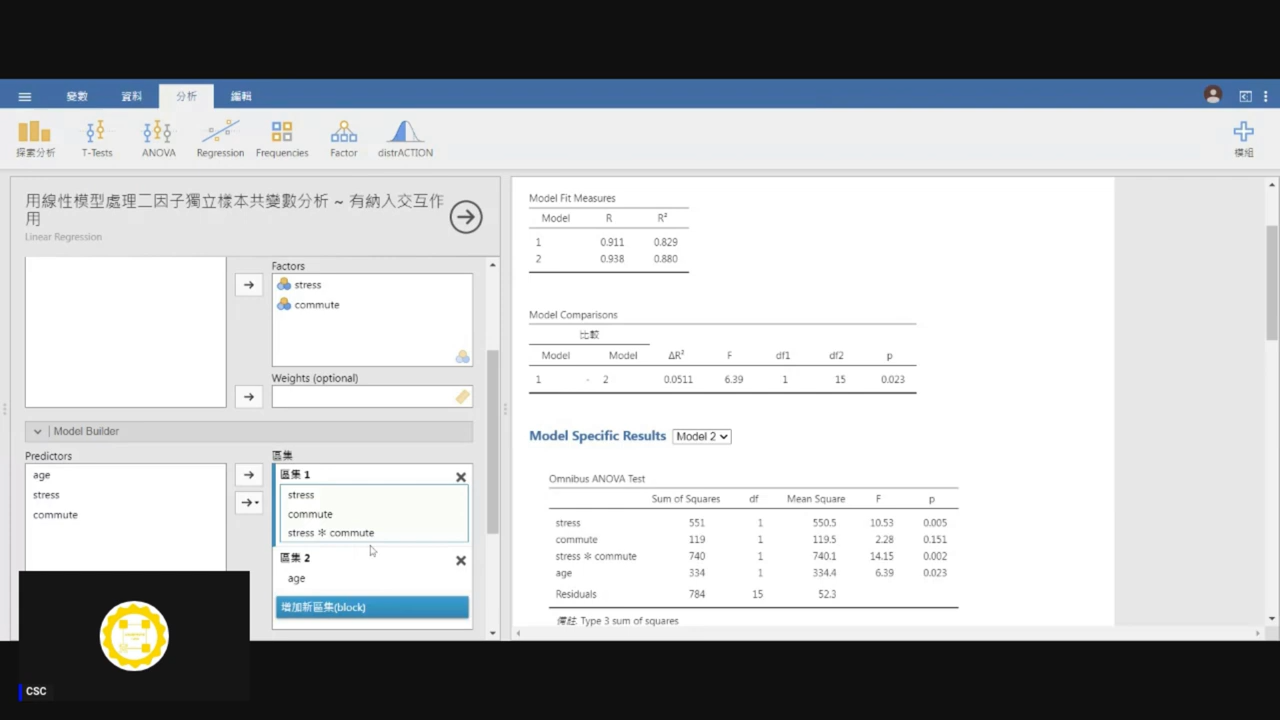 變數 資料 分析 編輯
探索分析 T-Tests ANOVA Regression Frequencies Factor distrACTION 模組
用線性模型處理二因子獨立樣本共變數分析 ~ 有納入交互作
用
Linear Regression
Factors
stress
commute
Weights (optional)
Model Builder
Predictors
age
stress
commute
區集
區集 1
stress
commute
stress ✻ commute
區集 2
age
增加新區集(block)
CSC
Model Fit Measures
Model R R²
1 0.911 0.829
2 0.938 0.880
Model Comparisons
比較
Model Model ΔR² F df1 df2 p
1 - 2 0.0511 6.39 1 15 0.023
Model Specific Results Model 2
Omnibus ANOVA Test
Sum of Squares df Mean Square F p
stress 551 1 550.5 10.53 0.005
commute 119 1 119.5 2.28 0.151
stress ✻ commute 740 1 740.1 14.15 0.002
age 334 1 334.4 6.39 0.023
Residuals 784 15 52.3
備註. Type 3 sum of squares